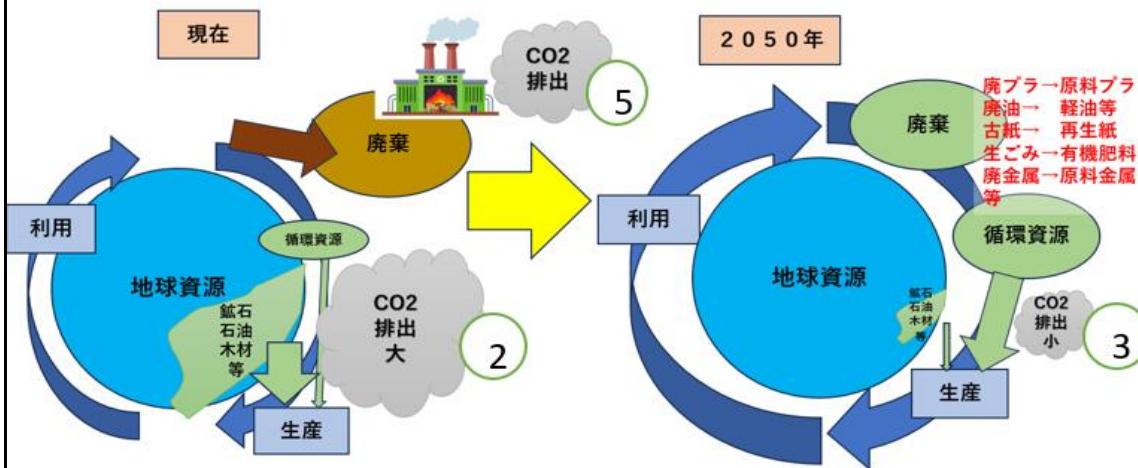 現在
CO2
排出
5
廃棄
利用
循環資源
地球資源
鉱石
石油
木材
等
CO2
排出
大
2
生産
2050年
廃棄
廃プラ→原料プラ
廃油→ 軽油等
古紙→ 再生紙
生ごみ→有機肥料
廃金属→原料金属
等
利用
循環資源
地球資源
鉱石
石油
木材
等
CO2
排出
小
3
生産